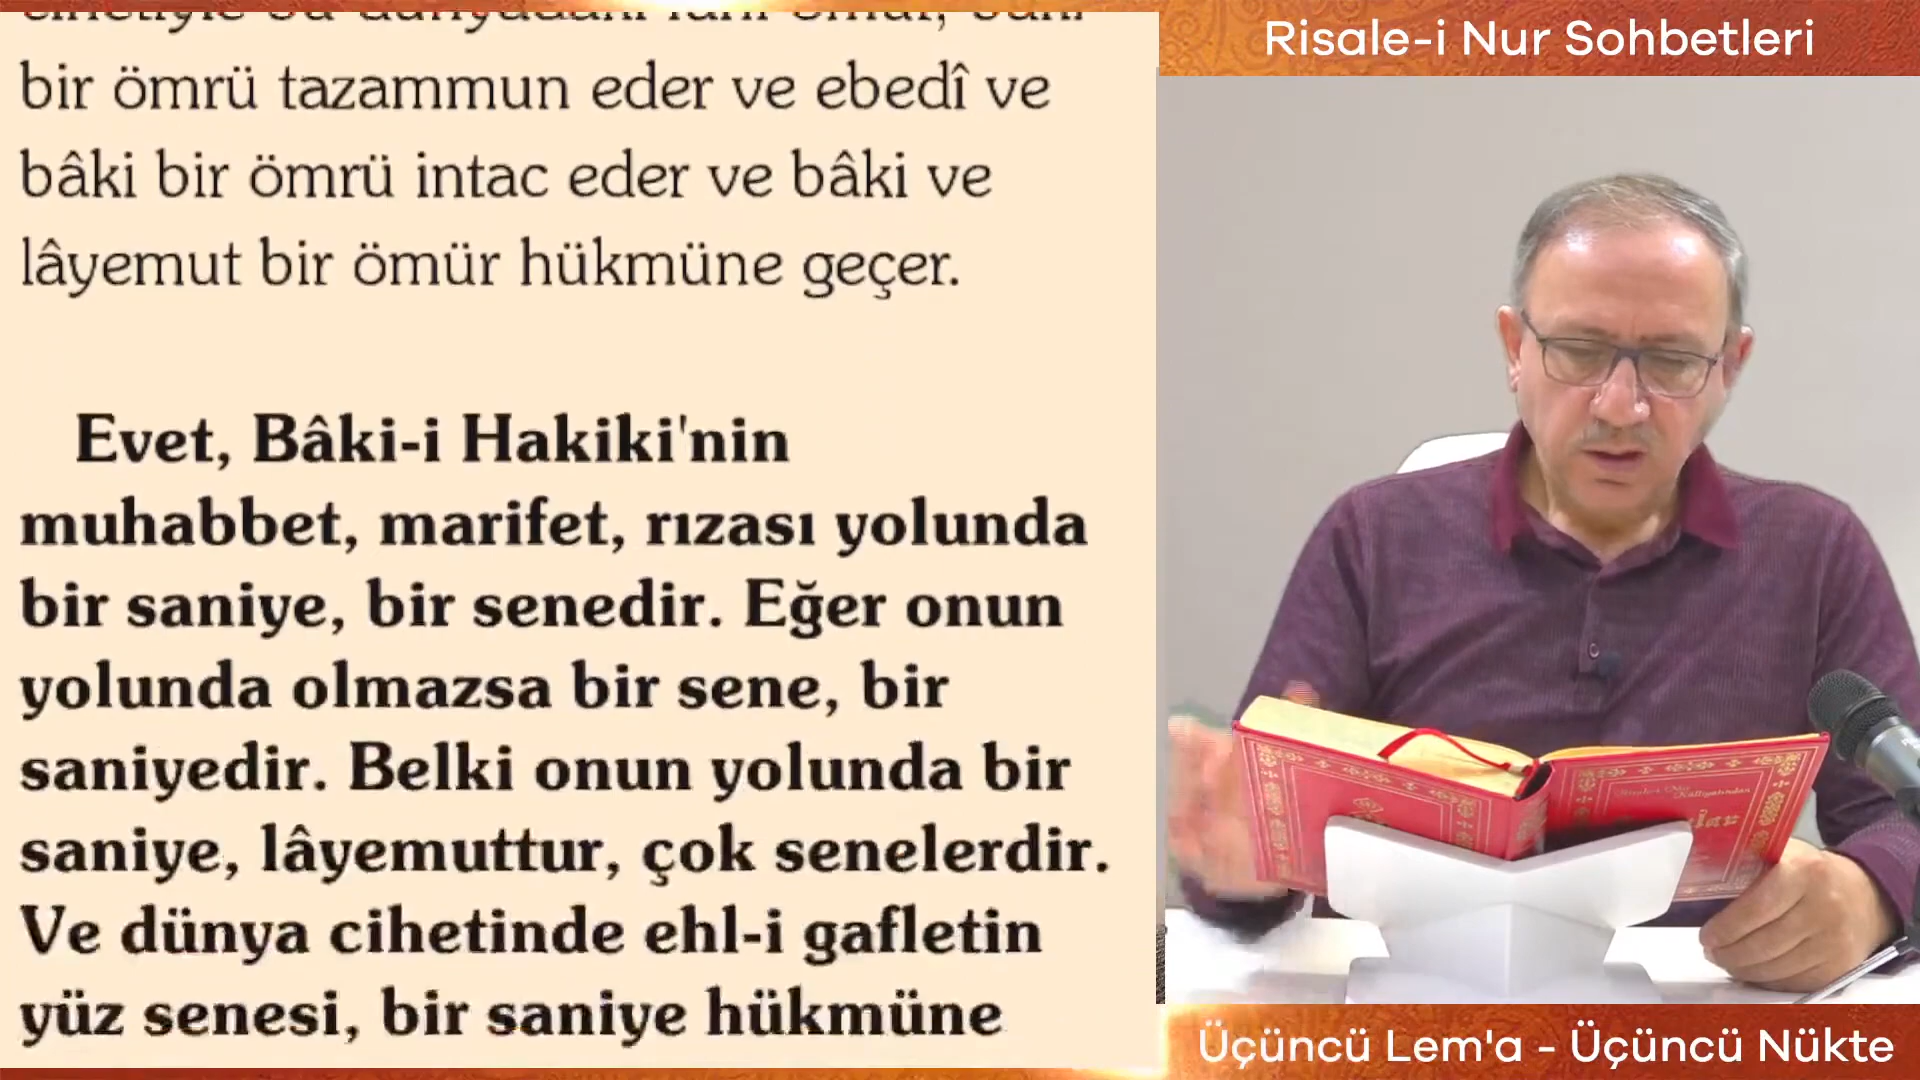 bir ömrü tazammun eder ve ebedî ve
bâki bir ömrü intac eder ve bâki ve
lâyemut bir ömür hükmüne geçer.
Evet, Bâki-i Hakiki'nin
muhabbet, marifet, rızası yolunda
bir saniye, bir senedir. Eğer onun
yolunda olmazsa bir sene, bir
saniyedir. Belki onun yolunda bir
saniye, lâyemuttur, çok senelerdir.
Ve dünya cihetinde ehl-i gafletin
yüz senesi, bir saniye hükmüne
Risale-i Nur Sohbetleri
Üçüncü Lem'a - Üçüncü Nükte